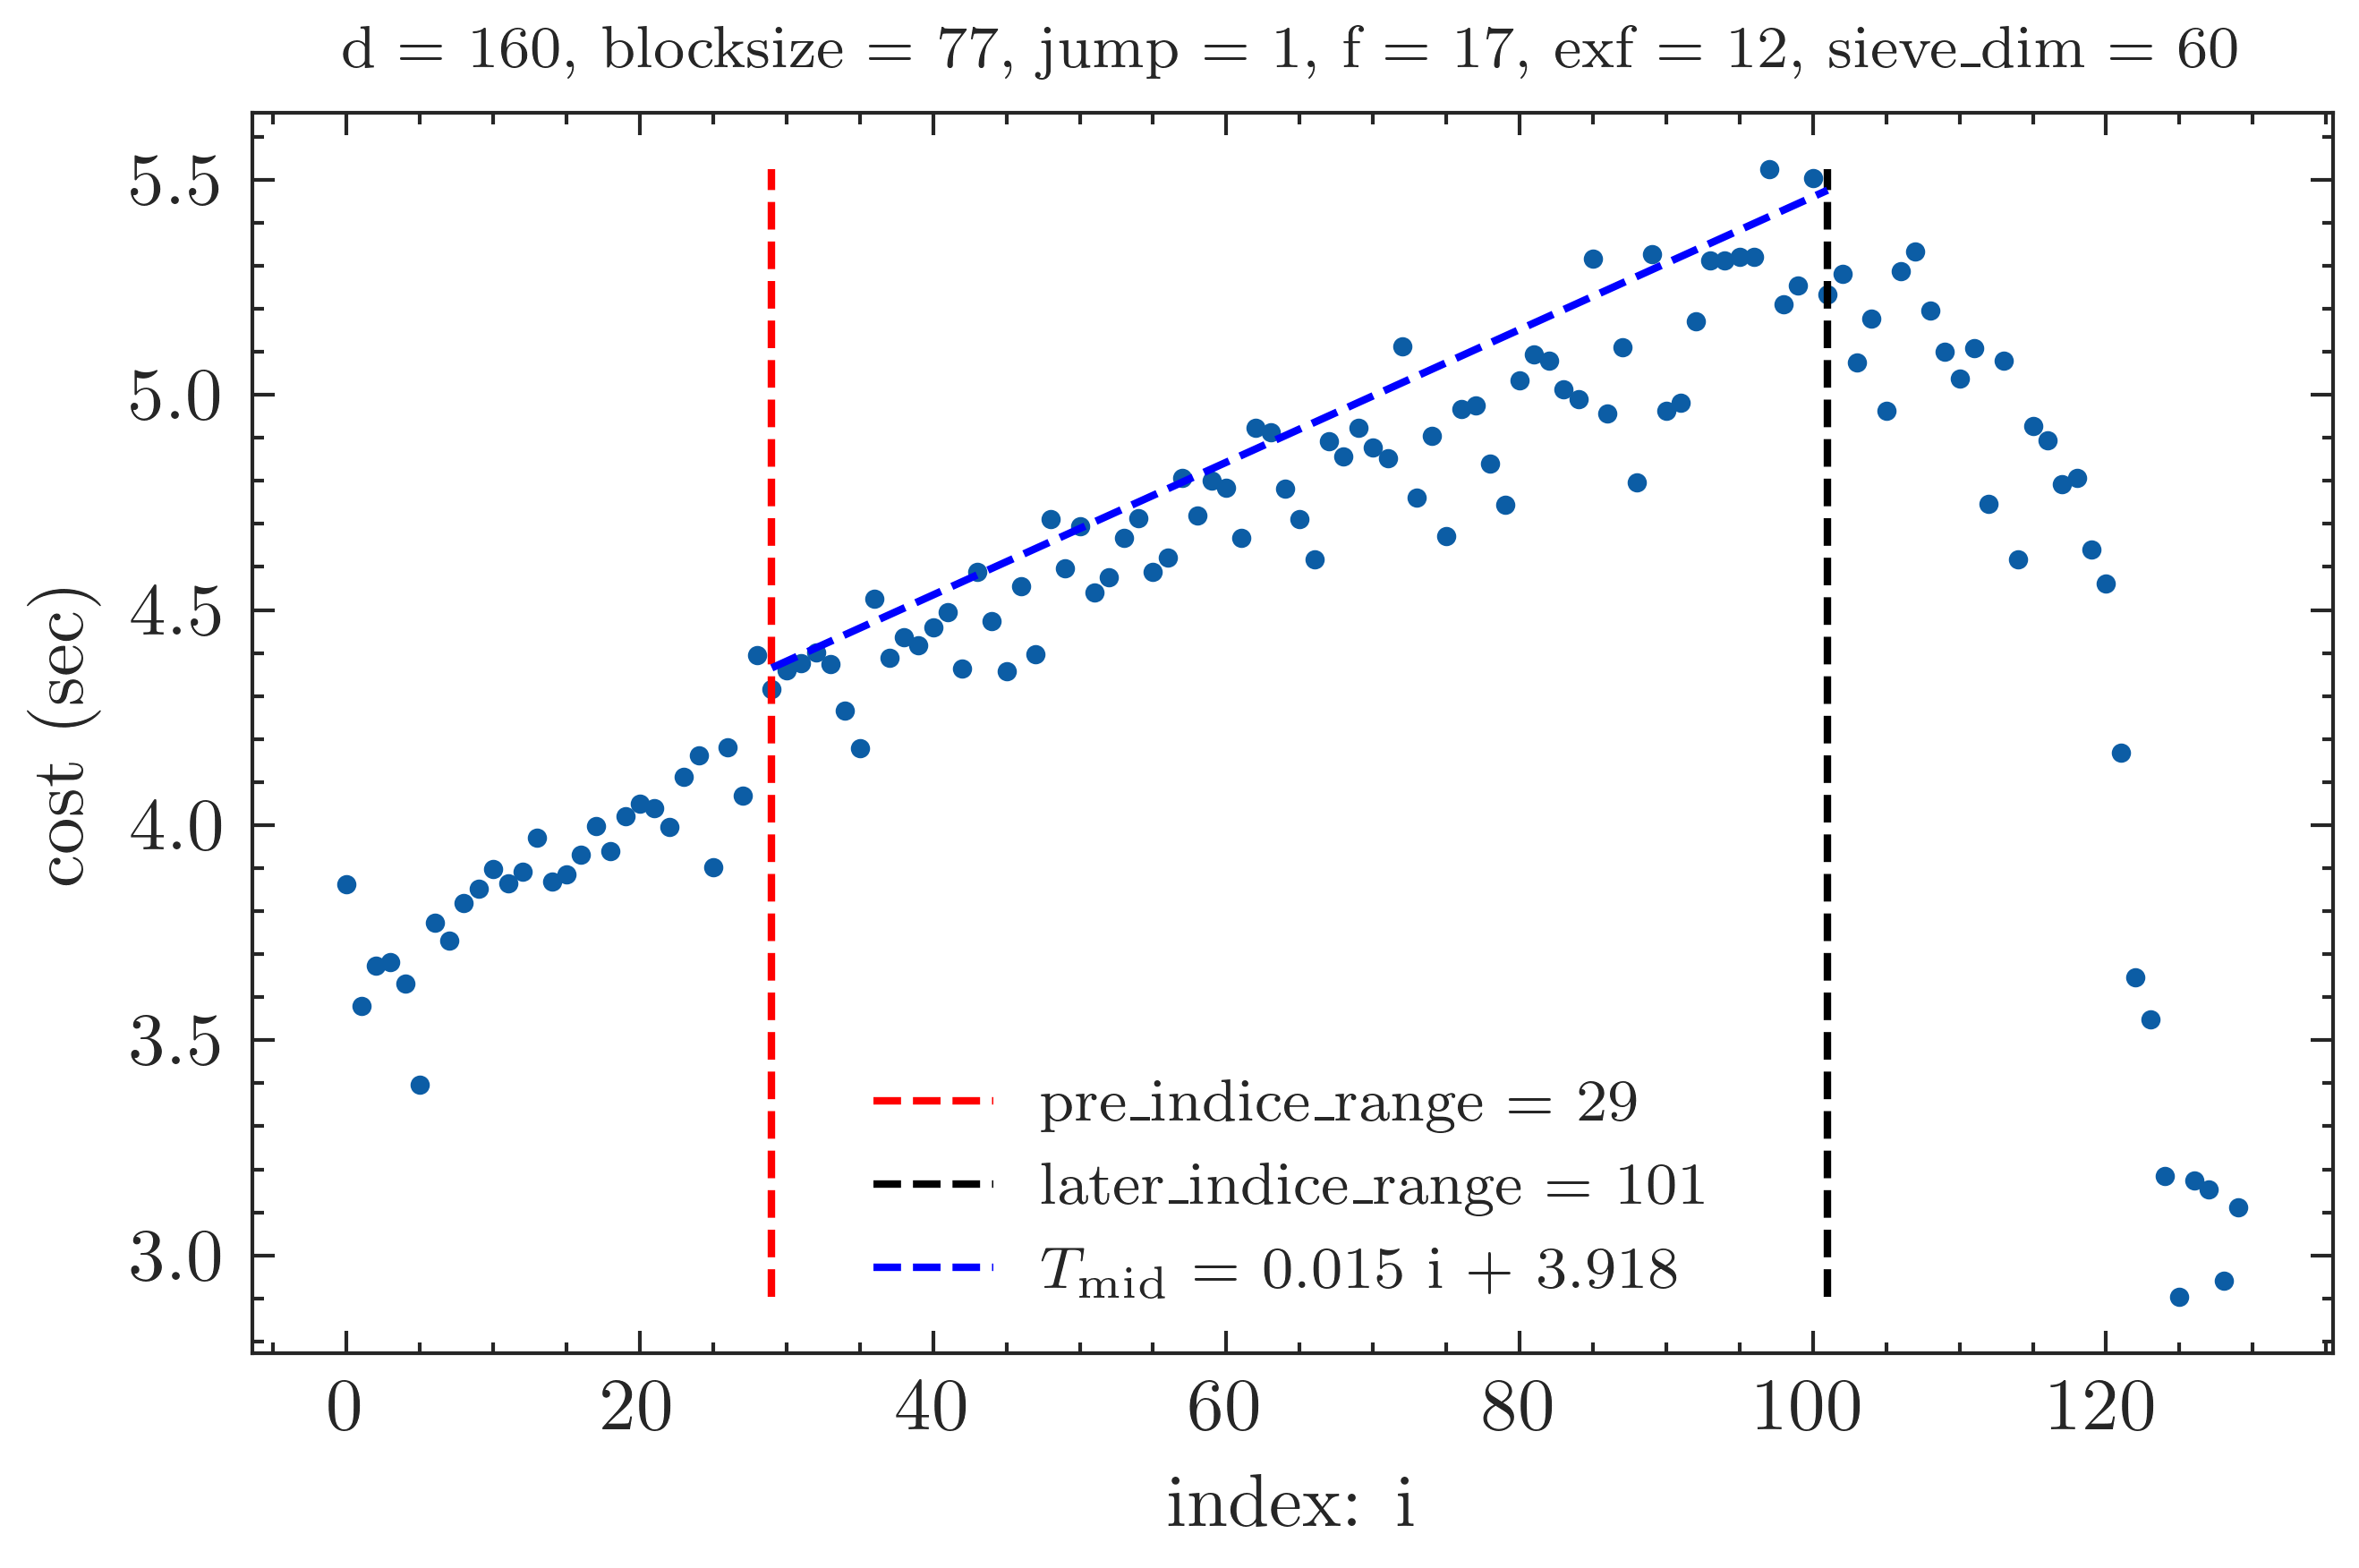 d = 160, blocksize = 77, jump = 1, f = 17, exf = 12, sieve_dim = 60
5.5
5.0
4.5
4.0
3.5
3.0
cost (sec)
pre_indice_range = 29
later_indice_range = 101
T_mid = 0.015 i + 3.918
0 20 40 60 80 100 120
index: i